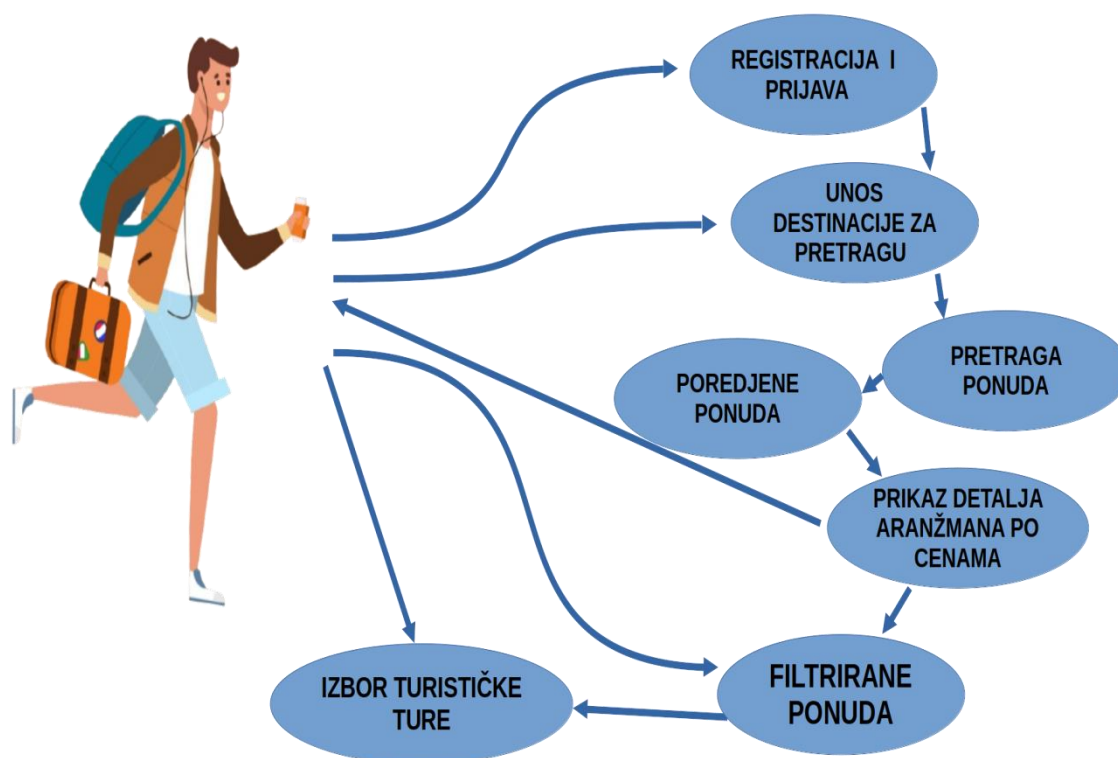 REGISTRACIJA I
PRIJAVA
UNOS
DESTINACIJE ZA
PRETRAGU
PRETRAGA
PONUDA
POREDJENE
PONUDA
PRIKAZ DETALJA
ARANŽMANA PO
CENAMA
FILTRIRANE
PONUDA
IZBOR TURISTIČKE
TURE